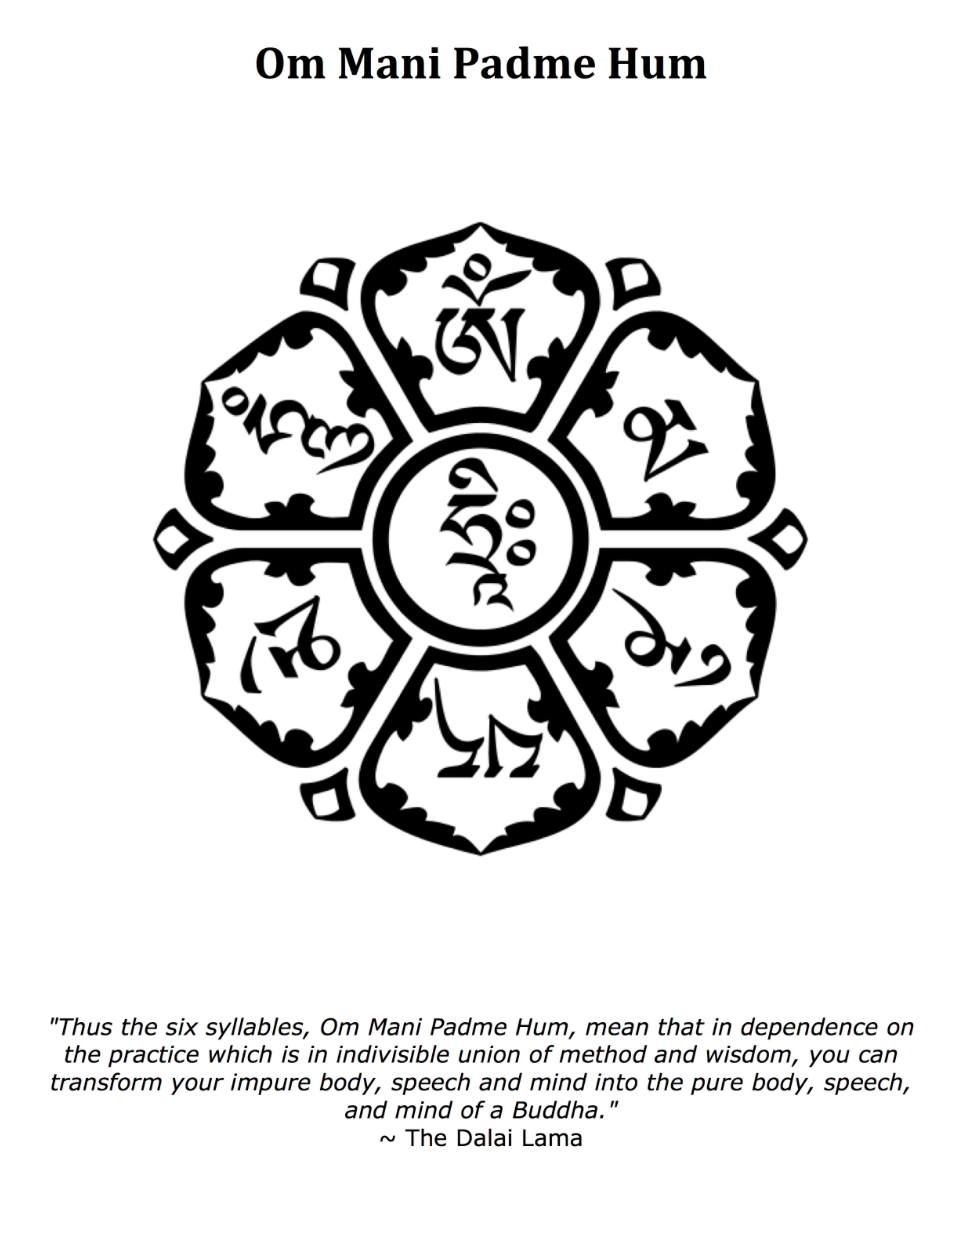 Om Mani Padme Hum
ཨོཾ
མ
ཎི
པ
དྨེ
ཧཱུྃ
ཧྲཱིཿ
"Thus the six syllables, Om Mani Padme Hum, mean that in dependence on
the practice which is in indivisible union of method and wisdom, you can
transform your impure body, speech and mind into the pure body, speech,
and mind of a Buddha."
~ The Dalai Lama